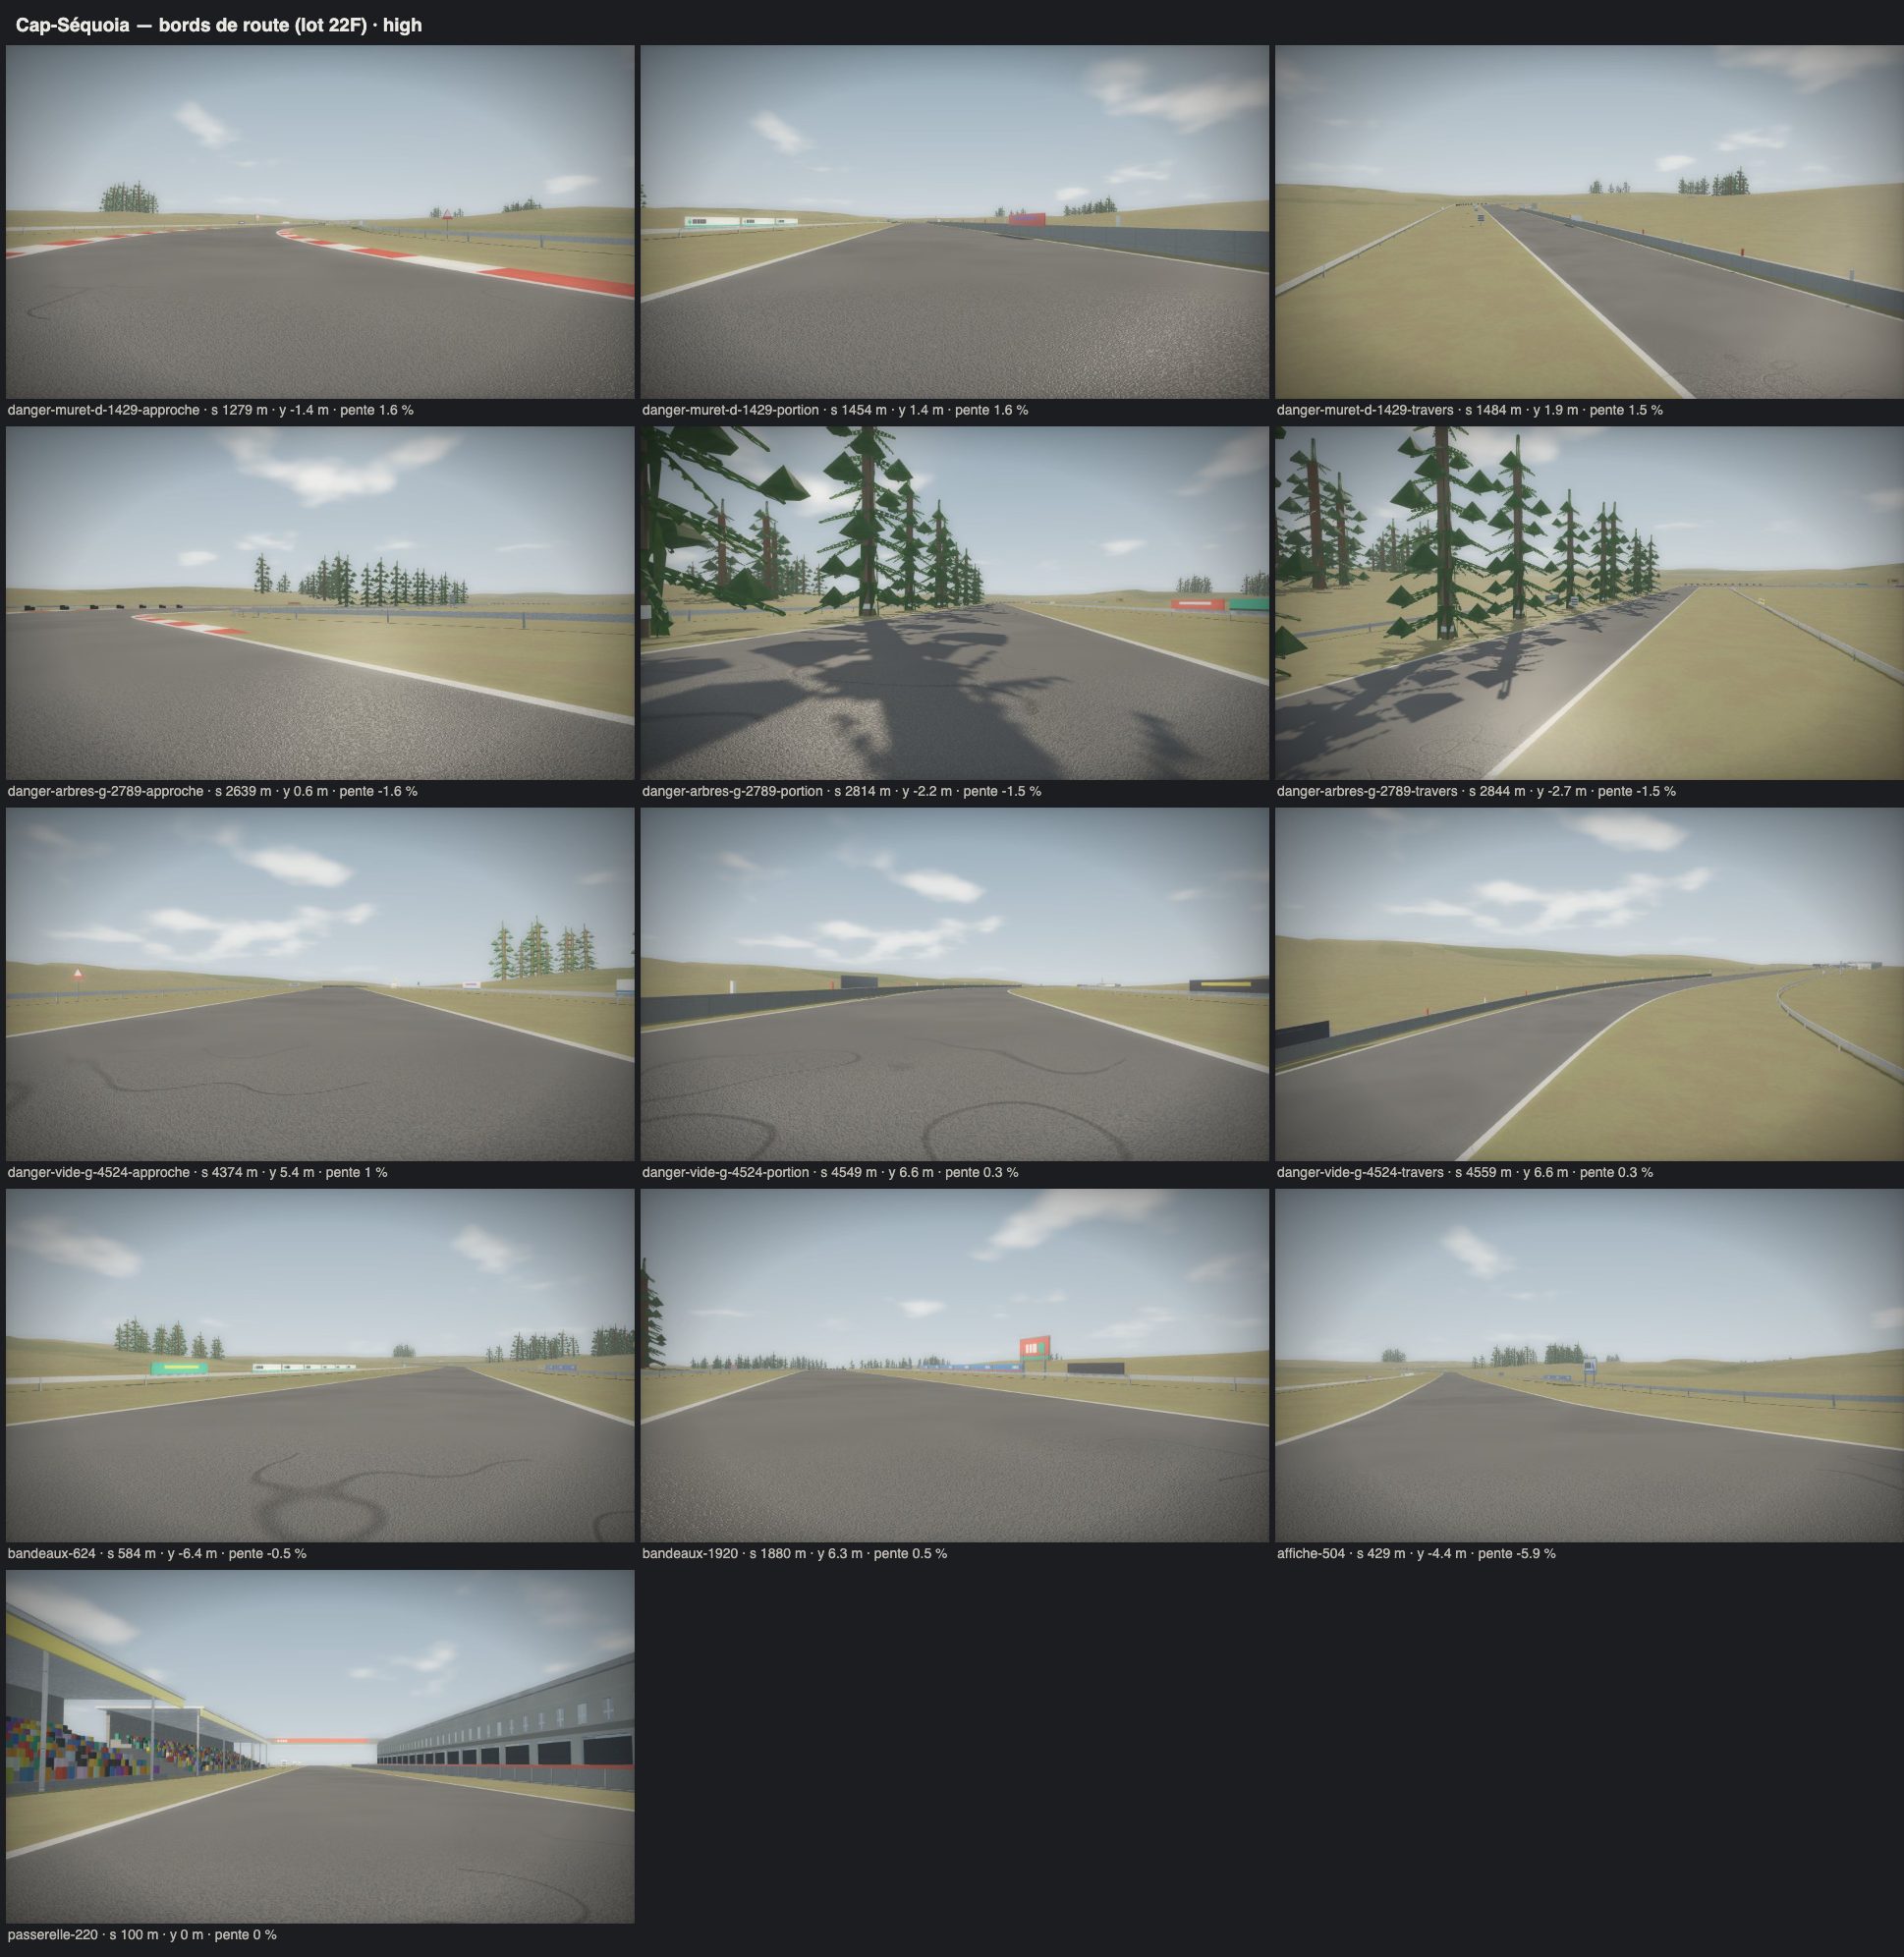 Cap-Séquoia — bords de route (lot 22F) · high
danger-muret-d-1429-approche · s 1279 m · y -1.4 m · pente 1.6 %
danger-muret-d-1429-portion · s 1454 m · y 1.4 m · pente 1.6 %
danger-muret-d-1429-travers · s 1484 m · y 1.9 m · pente 1.5 %
danger-arbres-g-2789-approche · s 2639 m · y 0.6 m · pente -1.6 %
danger-arbres-g-2789-portion · s 2814 m · y -2.2 m · pente -1.5 %
danger-arbres-g-2789-travers · s 2844 m · y -2.7 m · pente -1.5 %
danger-vide-g-4524-approche · s 4374 m · y 5.4 m · pente 1 %
danger-vide-g-4524-portion · s 4549 m · y 6.6 m · pente 0.3 %
danger-vide-g-4524-travers · s 4559 m · y 6.6 m · pente 0.3 %
bandeaux-624 · s 584 m · y -6.4 m · pente -0.5 %
bandeaux-1920 · s 1880 m · y 6.3 m · pente 0.5 %
affiche-504 · s 429 m · y -4.4 m · pente -5.9 %
passerelle-220 · s 100 m · y 0 m · pente 0 %